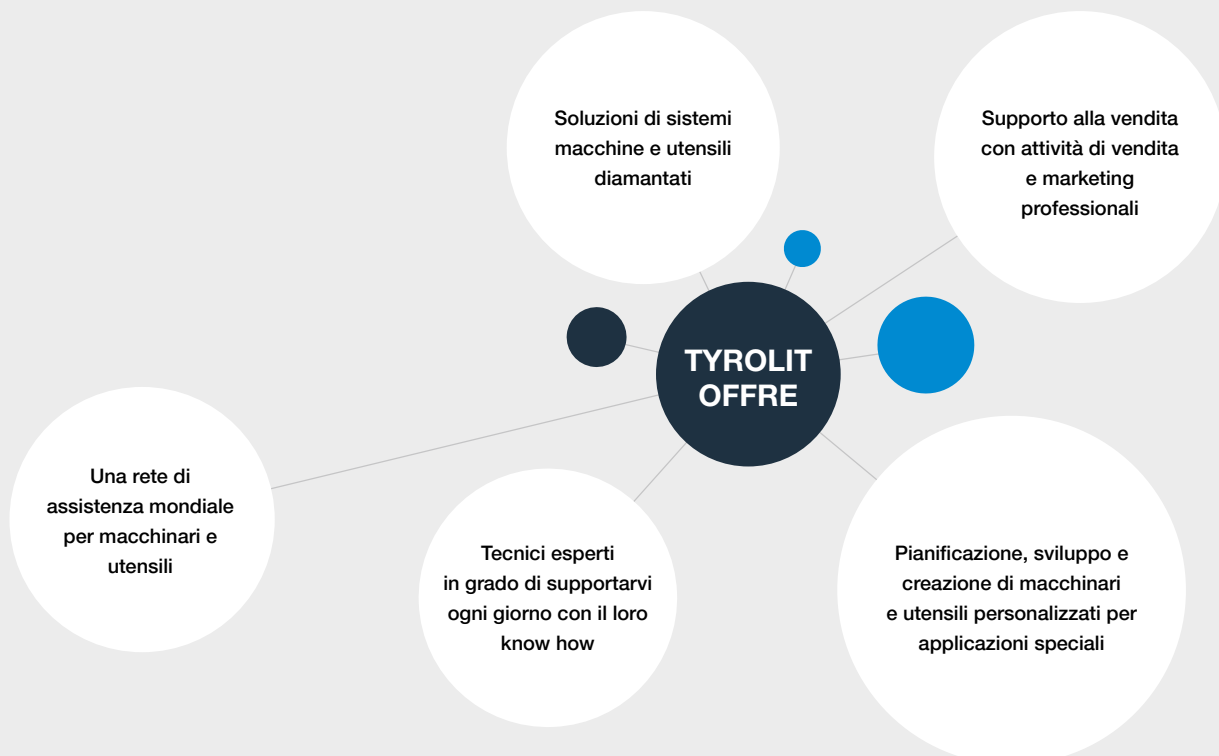 Soluzioni di sistemi
macchine e utensili
diamantati
Supporto alla vendita
con attività di vendita
e marketing
professionali
TYROLIT
OFFRE
Una rete di
assistenza mondiale
per macchinari e
utensili
Tecnici esperti
in grado di supportarvi
ogni giorno con il loro
know how
Pianificazione, sviluppo e
creazione di macchinari
e utensili personalizzati per
applicazioni speciali